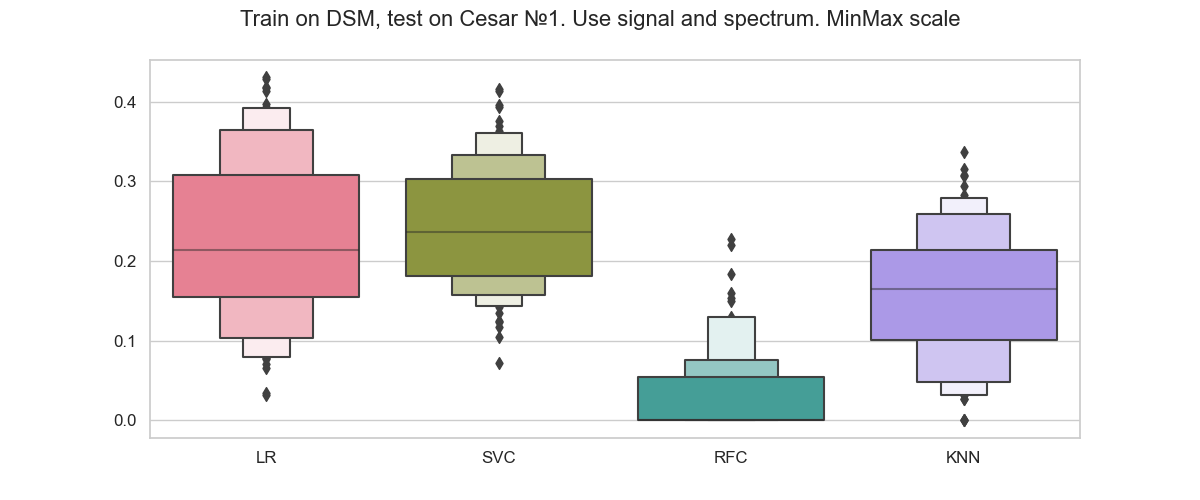 Train on DSM, test on Cesar №1. Use signal and spectrum. MinMax scale
0.4
0.3
0.2
0.1
0.0
LR SVC RFC KNN